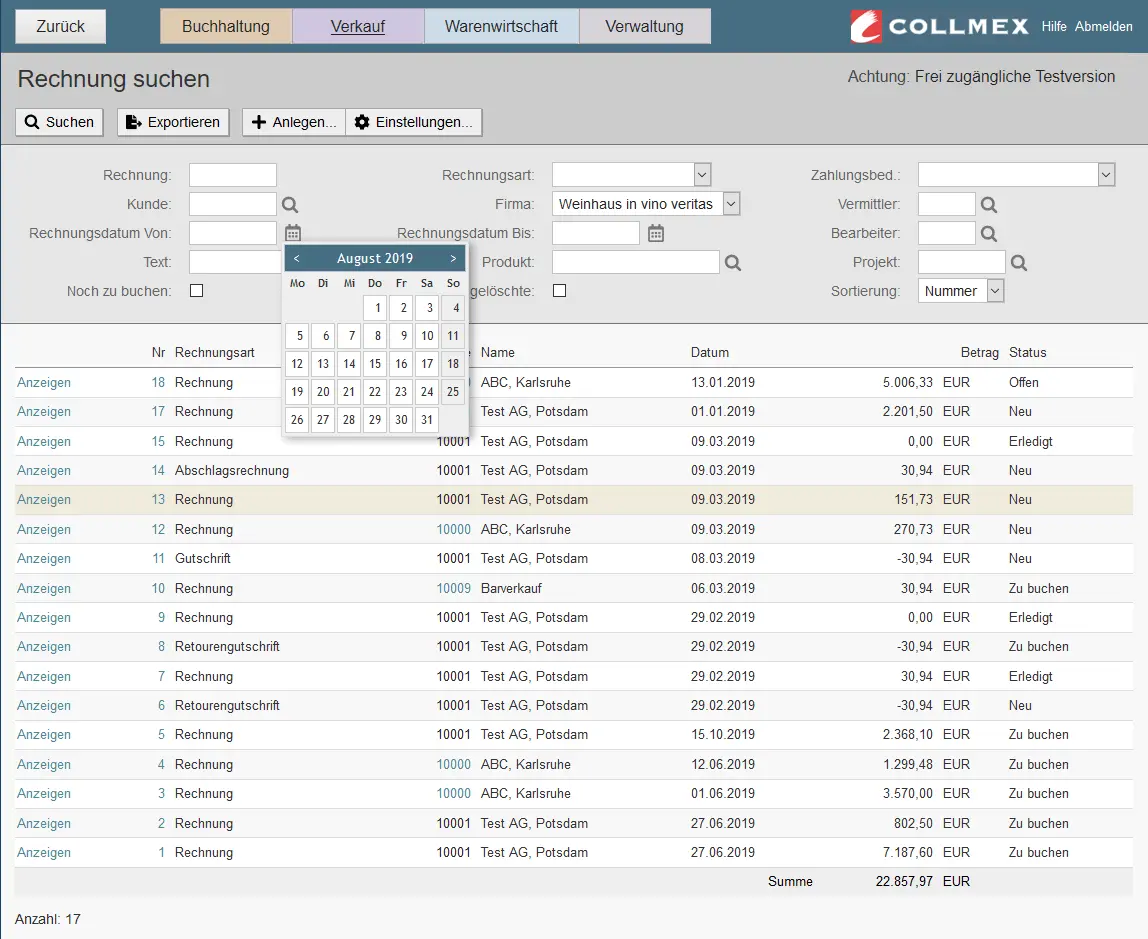 Zurück Buchhaltung Verkauf Warenwirtschaft Verwaltung COLLMEX Hilfe Abmelden
Rechnung suchen Achtung: Frei zugängliche Testversion
Suchen Exportieren Anlegen... Einstellungen...
Rechnung: Rechnungsart: Zahlungsbed.:
Kunde: Firma: Weinhaus in vino veritas Vermittler:
Rechnungsdatum Von: Rechnungsdatum Bis: Bearbeiter:
Text: Produkt: Projekt:
Noch zu buchen: gelöschte: Sortierung: Nummer
< August 2019 >
Mo Di Mi Do Fr Sa So
1 2 3 4
5 6 7 8 9 10 11
12 13 14 15 16 17 18
19 20 21 22 23 24 25
26 27 28 29 30 31
Nr Rechnungsart Name Datum Betrag Status
Anzeigen 18 Rechnung ABC, Karlsruhe 13.01.2019 5.006,33 EUR Offen
Anzeigen 17 Rechnung Test AG, Potsdam 01.01.2019 2.201,50 EUR Neu
Anzeigen 15 Rechnung 10001 Test AG, Potsdam 09.03.2019 0,00 EUR Erledigt
Anzeigen 14 Abschlagsrechnung 10001 Test AG, Potsdam 09.03.2019 30,94 EUR Neu
Anzeigen 13 Rechnung 10001 Test AG, Potsdam 09.03.2019 151,73 EUR Neu
Anzeigen 12 Rechnung 10000 ABC, Karlsruhe 09.03.2019 270,73 EUR Neu
Anzeigen 11 Gutschrift 10001 Test AG, Potsdam 08.03.2019 -30,94 EUR Neu
Anzeigen 10 Rechnung 10009 Barverkauf 06.03.2019 30,94 EUR Zu buchen
Anzeigen 9 Rechnung 10001 Test AG, Potsdam 29.02.2019 0,00 EUR Erledigt
Anzeigen 8 Retourengutschrift 10001 Test AG, Potsdam 29.02.2019 -30,94 EUR Zu buchen
Anzeigen 7 Rechnung 10001 Test AG, Potsdam 29.02.2019 30,94 EUR Erledigt
Anzeigen 6 Retourengutschrift 10001 Test AG, Potsdam 29.02.2019 -30,94 EUR Neu
Anzeigen 5 Rechnung 10001 Test AG, Potsdam 15.10.2019 2.368,10 EUR Zu buchen
Anzeigen 4 Rechnung 10000 ABC, Karlsruhe 12.06.2019 1.299,48 EUR Zu buchen
Anzeigen 3 Rechnung 10000 ABC, Karlsruhe 01.06.2019 3.570,00 EUR Zu buchen
Anzeigen 2 Rechnung 10001 Test AG, Potsdam 27.06.2019 802,50 EUR Zu buchen
Anzeigen 1 Rechnung 10001 Test AG, Potsdam 27.06.2019 7.187,60 EUR Zu buchen
Summe 22.857,97 EUR
Anzahl: 17